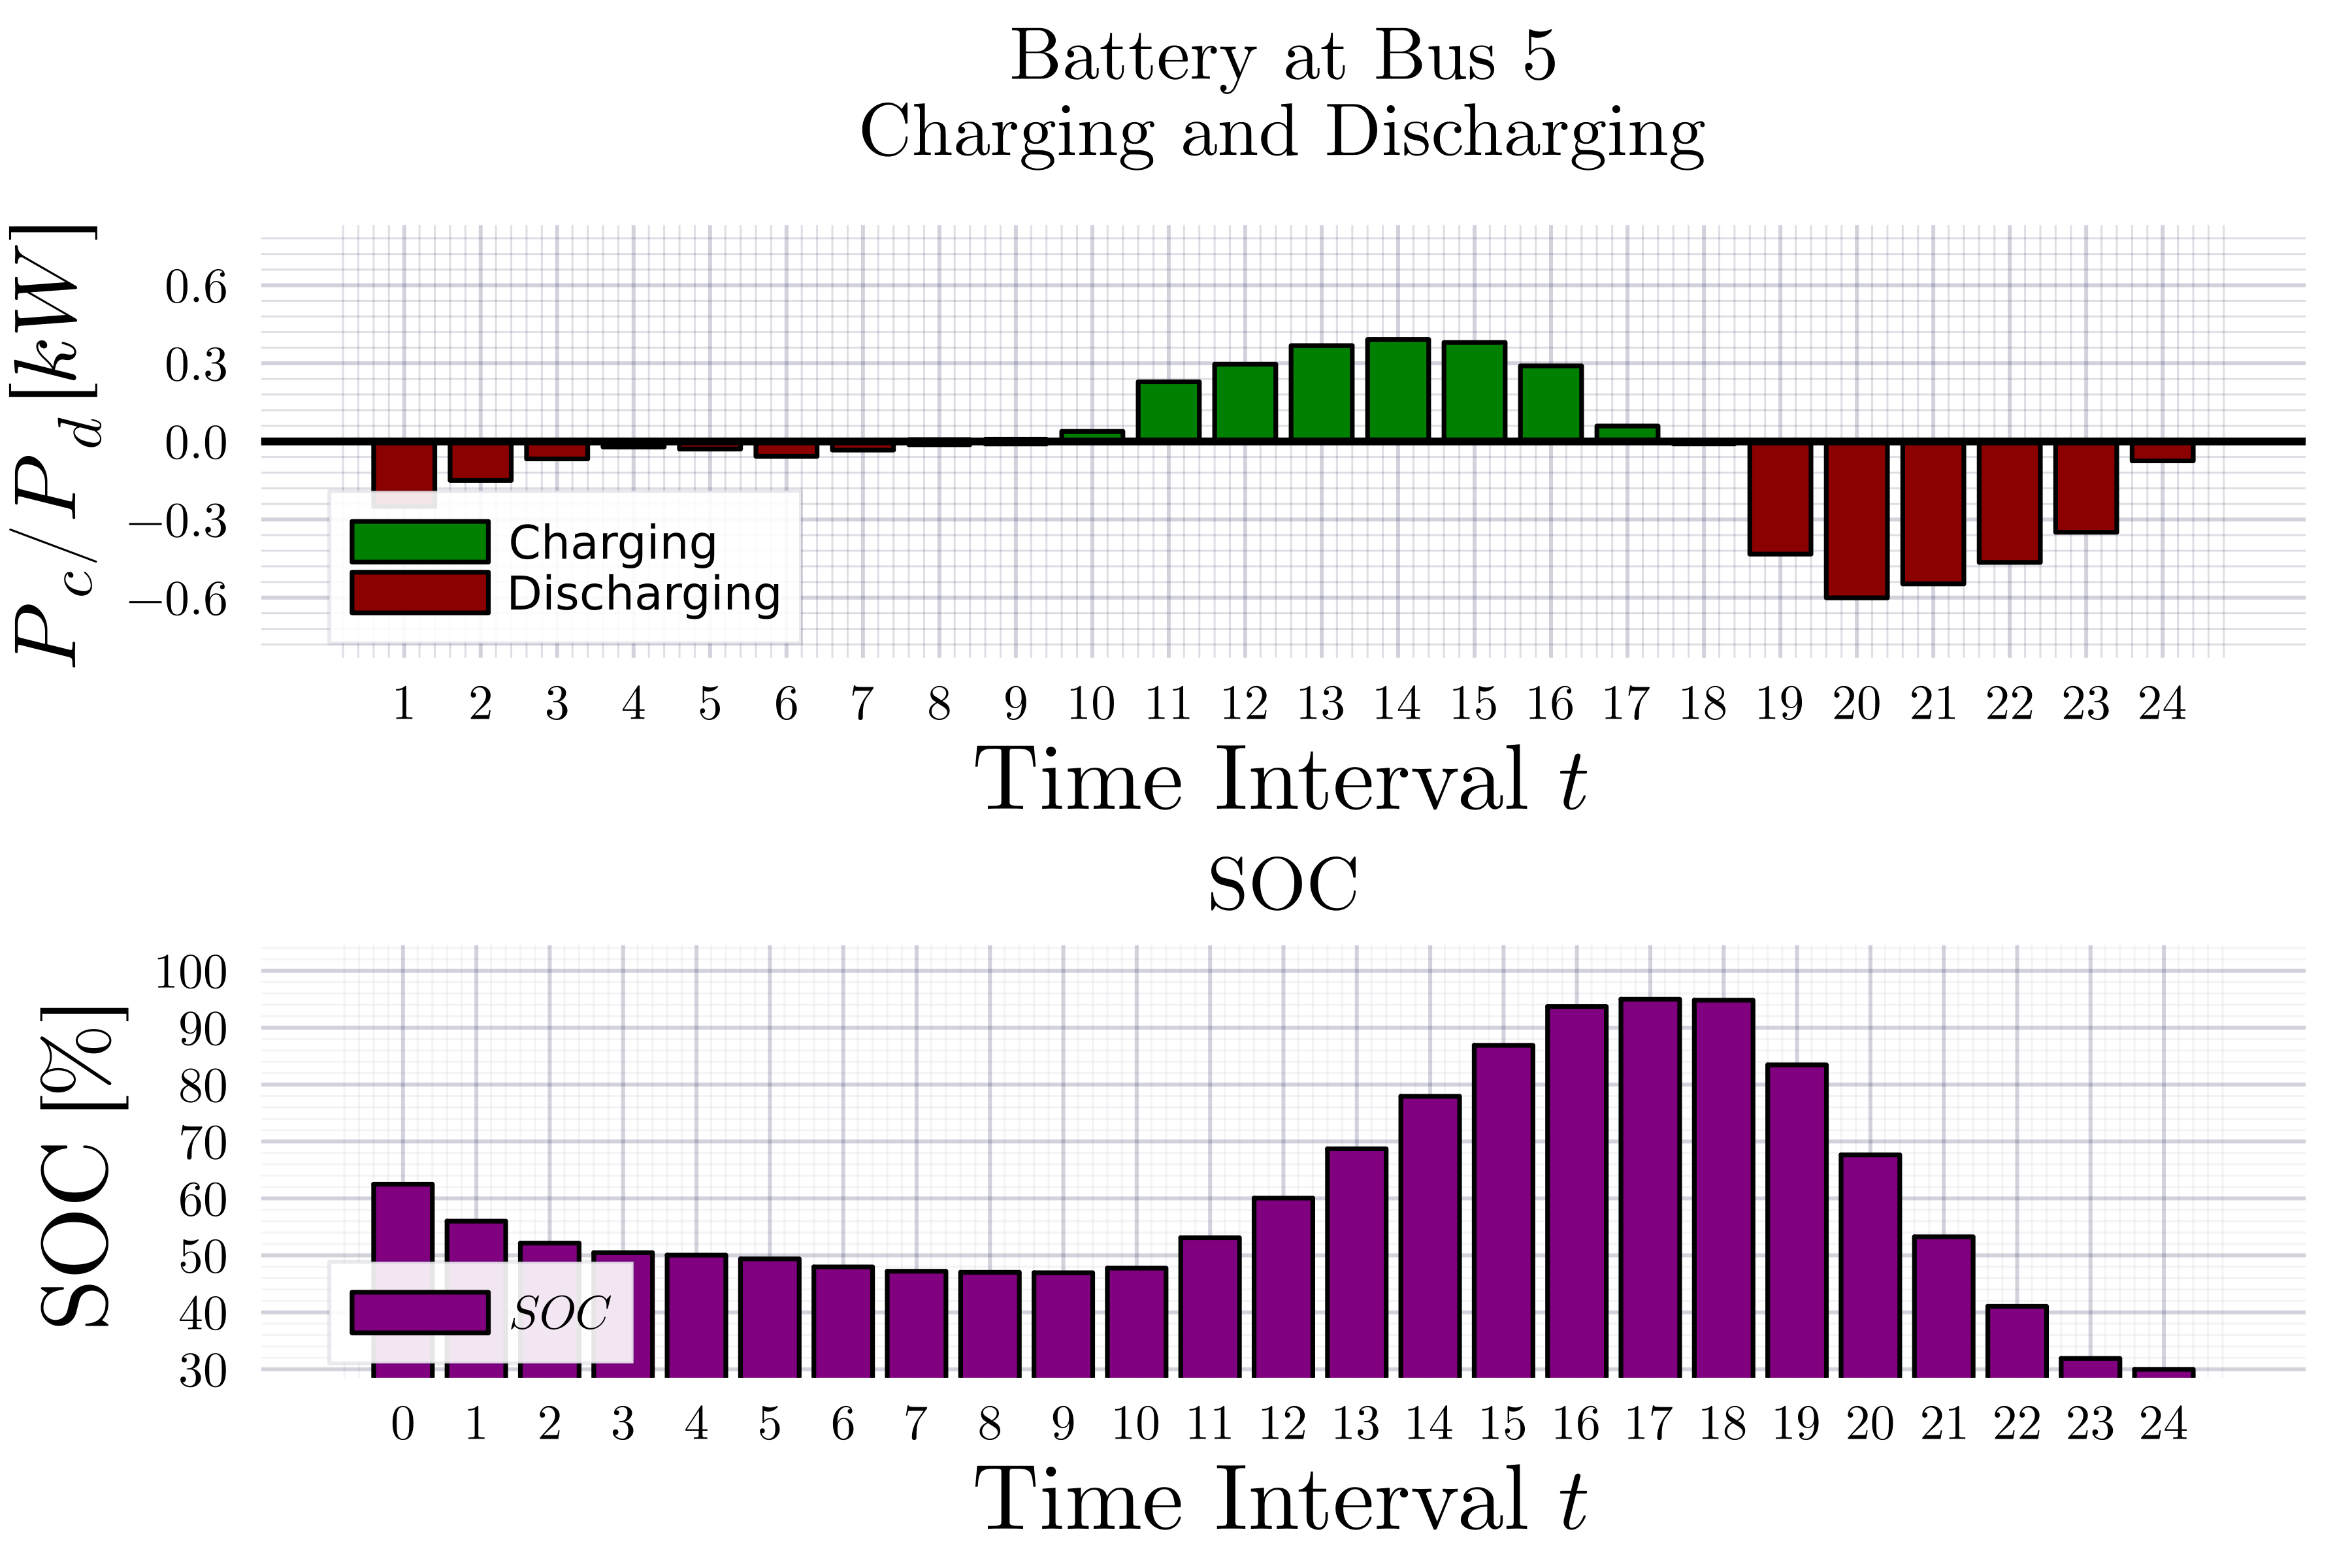 Battery at Bus 5
Charging and Discharging
P_c/P_d [kW]
0.6
0.3
0.0
−0.3
−0.6
Charging
Discharging
1 2 3 4 5 6 7 8 9 10 11 12 13 14 15 16 17 18 19 20 21 22 23 24
Time Interval t
SOC
SOC [%]
100
90
80
70
60
50
40
30
SOC
0 1 2 3 4 5 6 7 8 9 10 11 12 13 14 15 16 17 18 19 20 21 22 23 24
Time Interval t